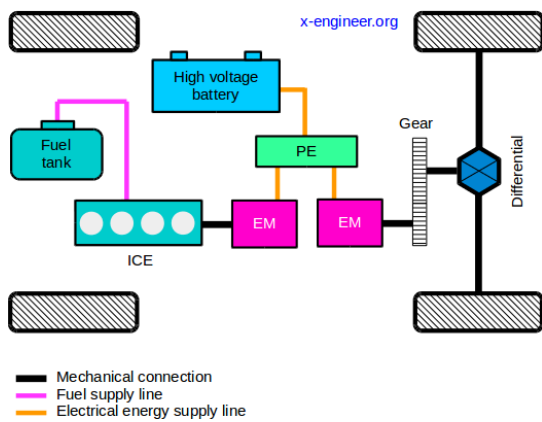 x-engineer.org
High voltage
battery
Gear
Fuel
tank
PE
Differential
EM
EM
ICE
Mechanical connection
Fuel supply line
Electrical energy supply line